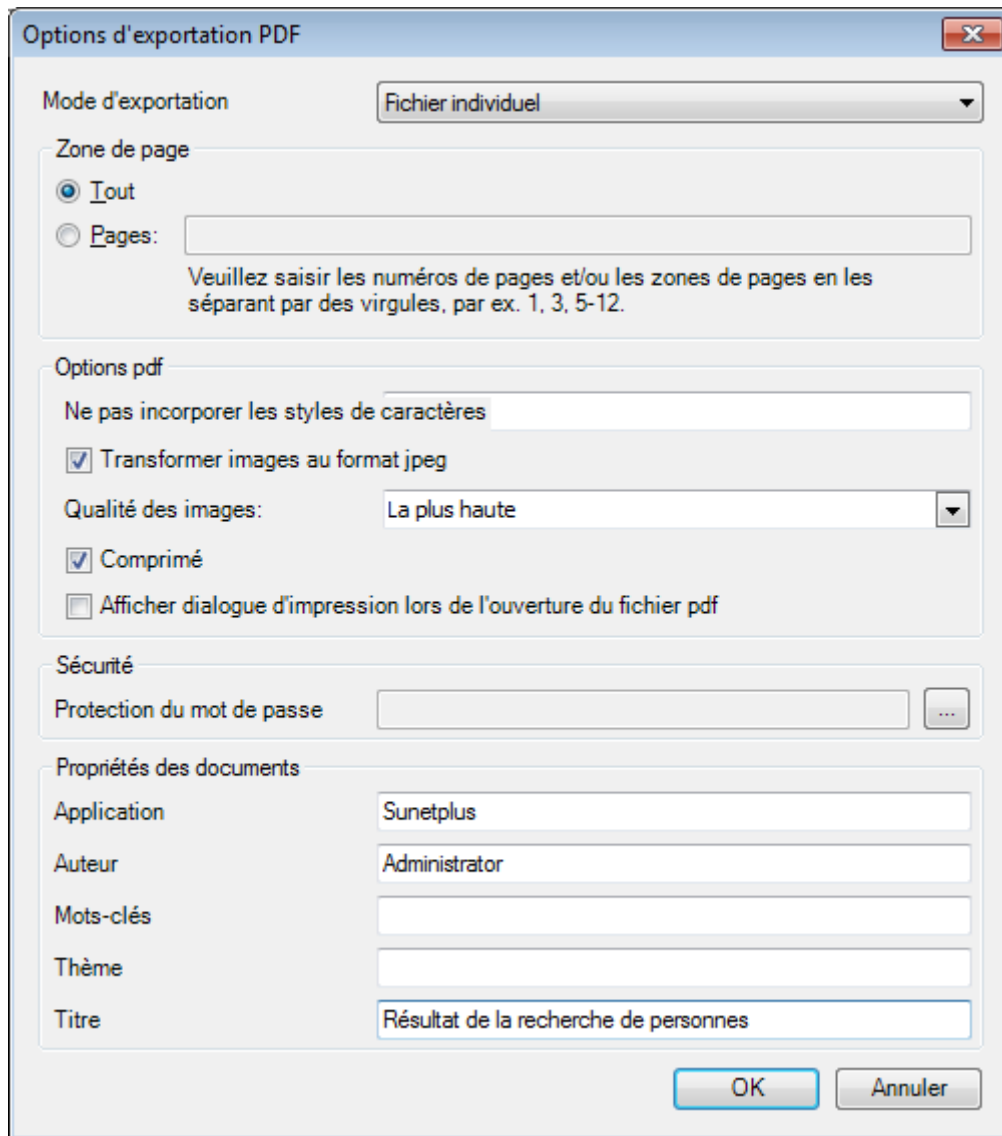 Options d'exportation PDF
Mode d'exportation Fichier individuel
Zone de page
Tout
Pages:
Veuillez saisir les numéros de pages et/ou les zones de pages en les
séparant par des virgules, par ex. 1, 3, 5-12.
Options pdf
Ne pas incorporer les styles de caractères
Transformer images au format jpeg
Qualité des images: La plus haute
Comprimé
Afficher dialogue d'impression lors de l'ouverture du fichier pdf
Sécurité
Protection du mot de passe ...
Propriétés des documents
Application Sunetplus
Auteur Administrator
Mots-clés
Thème
Titre Résultat de la recherche de personnes
OK Annuler